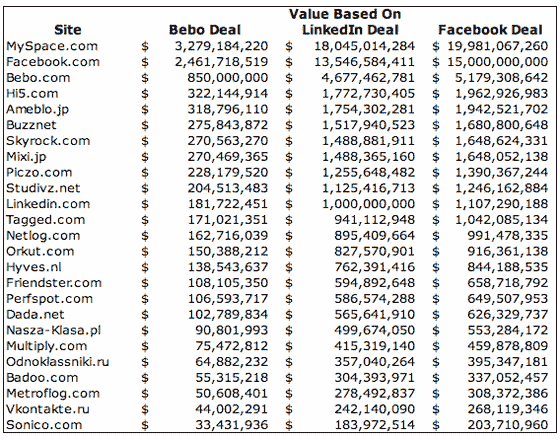 Value Based On
Site Bebo Deal LinkedIn Deal Facebook Deal
MySpace.com $ 3,279,184,220 $ 18,045,014,284 $ 19,981,067,260
Facebook.com $ 2,461,718,519 $ 13,546,584,411 $ 15,000,000,000
Bebo.com $ 850,000,000 $ 4,677,462,781 $ 5,179,308,642
Hi5.com $ 322,144,914 $ 1,772,730,405 $ 1,962,926,983
Ameblo.jp $ 318,796,110 $ 1,754,302,281 $ 1,942,521,702
Buzznet $ 275,843,872 $ 1,517,940,523 $ 1,680,800,648
Skyrock.com $ 270,563,270 $ 1,488,881,911 $ 1,648,624,331
Mixi.jp $ 270,469,365 $ 1,488,365,160 $ 1,648,052,138
Piczo.com $ 228,179,520 $ 1,255,648,482 $ 1,390,367,244
Studivz.net $ 204,513,483 $ 1,125,416,713 $ 1,246,162,884
Linkedin.com $ 181,722,451 $ 1,000,000,000 $ 1,107,290,188
Tagged.com $ 171,021,351 $ 941,112,948 $ 1,042,085,134
Netlog.com $ 162,716,039 $ 895,409,664 $ 991,478,335
Orkut.com $ 150,388,212 $ 827,570,901 $ 916,361,138
Hyves.nl $ 138,543,637 $ 762,391,416 $ 844,188,535
Friendster.com $ 108,105,350 $ 594,892,648 $ 658,718,792
Perfspot.com $ 106,593,717 $ 586,574,288 $ 649,507,953
Dada.net $ 102,789,834 $ 565,641,910 $ 626,329,737
Nasza-Klasa.pl $ 90,801,993 $ 499,674,050 $ 553,284,172
Multiply.com $ 75,472,812 $ 415,319,140 $ 459,878,809
Odnoklassniki.ru $ 64,882,232 $ 357,040,264 $ 395,347,181
Badoo.com $ 55,315,218 $ 304,393,971 $ 337,052,457
Metroflog.com $ 50,608,401 $ 278,492,837 $ 308,372,386
Vkontakte.ru $ 44,002,291 $ 242,140,090 $ 268,119,346
Sonico.com $ 33,431,936 $ 183,972,514 $ 203,710,960